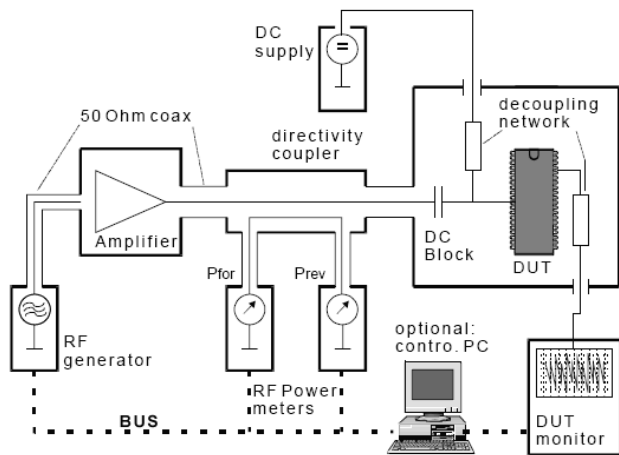 DC
supply
50 Ohm coax
directivity
coupler
decoupling
network
Amplifier
DC
Block
DUT
Pfor
Prev
RF
generator
RF Power
meters
optional:
contro. PC
BUS
DUT
monitor